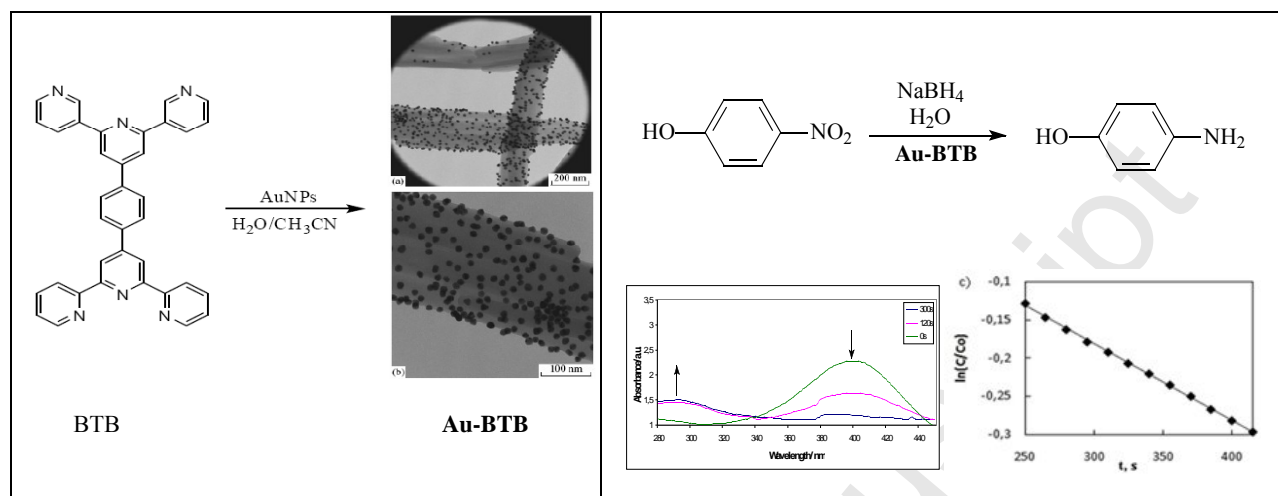 N
N
N
N
N
N
AuNPs
H₂O/CH₃CN
(a)
200 nm
(b)
100 nm
BTB
Au-BTB
HO
NO₂
NaBH₄
H₂O
Au-BTB
HO
NH₂
3,5
3
2,5
2
1,5
1
Absorbance/a.u.
280 300 320 340 360 380 400 420 440
Wavelength/nm
300s
120s
0s
c)
-0,1
-0,15
-0,2
-0,25
-0,3
ln(C/Co)
250 300 350 400
t, s